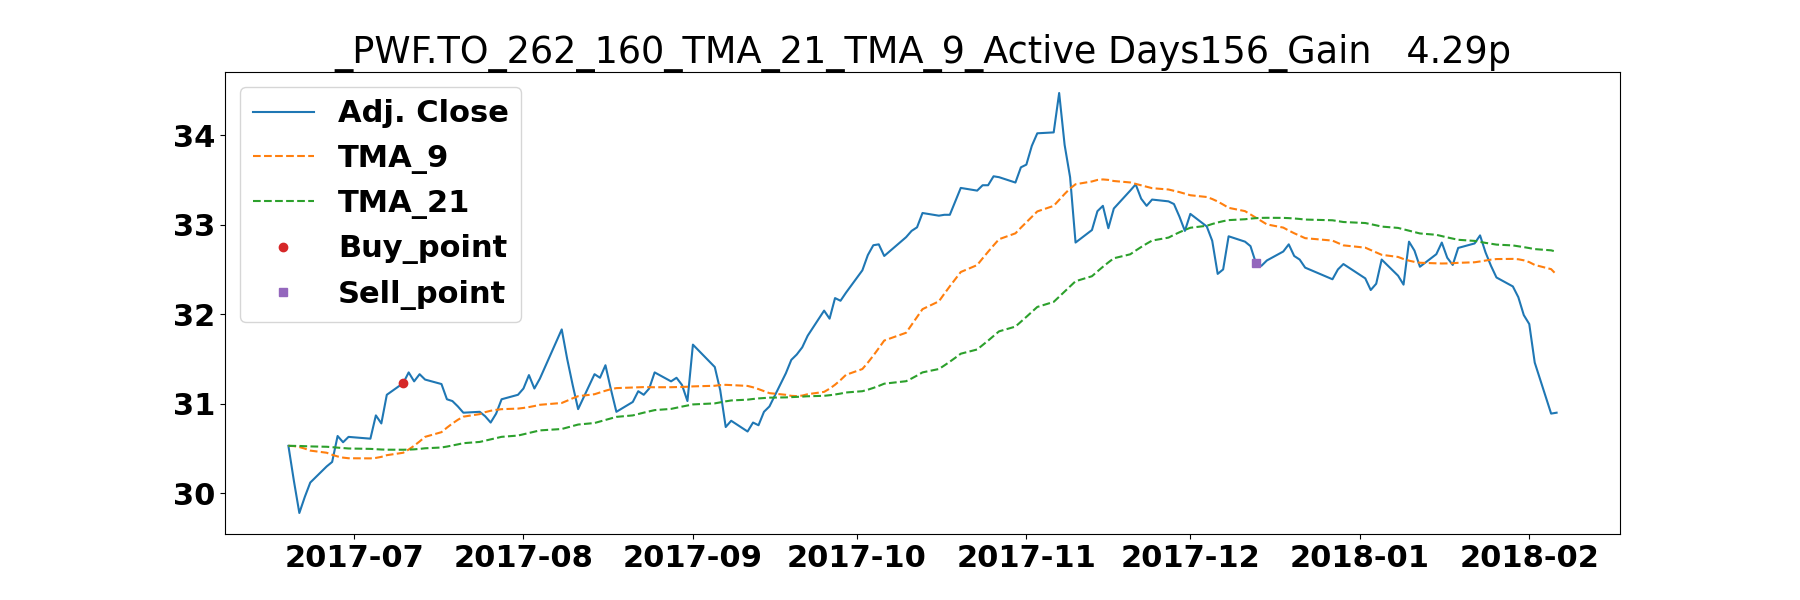 _PWF.TO_262_160_TMA_21_TMA_9_Active Days156_Gain   4.29p
Adj. Close
TMA_9
TMA_21
Buy_point
Sell_point
34
33
32
31
30
2017-07 2017-08 2017-09 2017-10 2017-11 2017-12 2018-01 2018-02